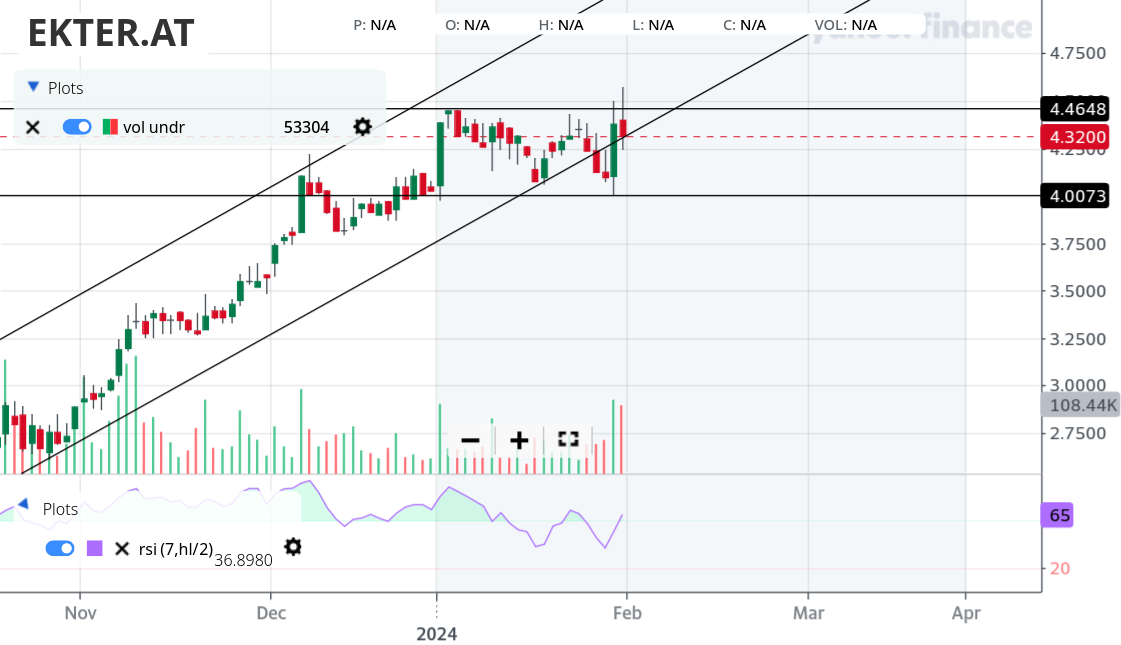 EKTER.AT
P: N/A O: N/A H: N/A L: N/A C: N/A VOL: N/A
yahoo! finance
4.7500
Plots
4.4648
vol undr 53304
4.3200
4.0073
3.7500
3.5000
3.2500
3.0000
108.44K
2.7500
Plots
65
rsi (7,hl/2) 36.8980
20
Nov Dec Feb Mar Apr
2024